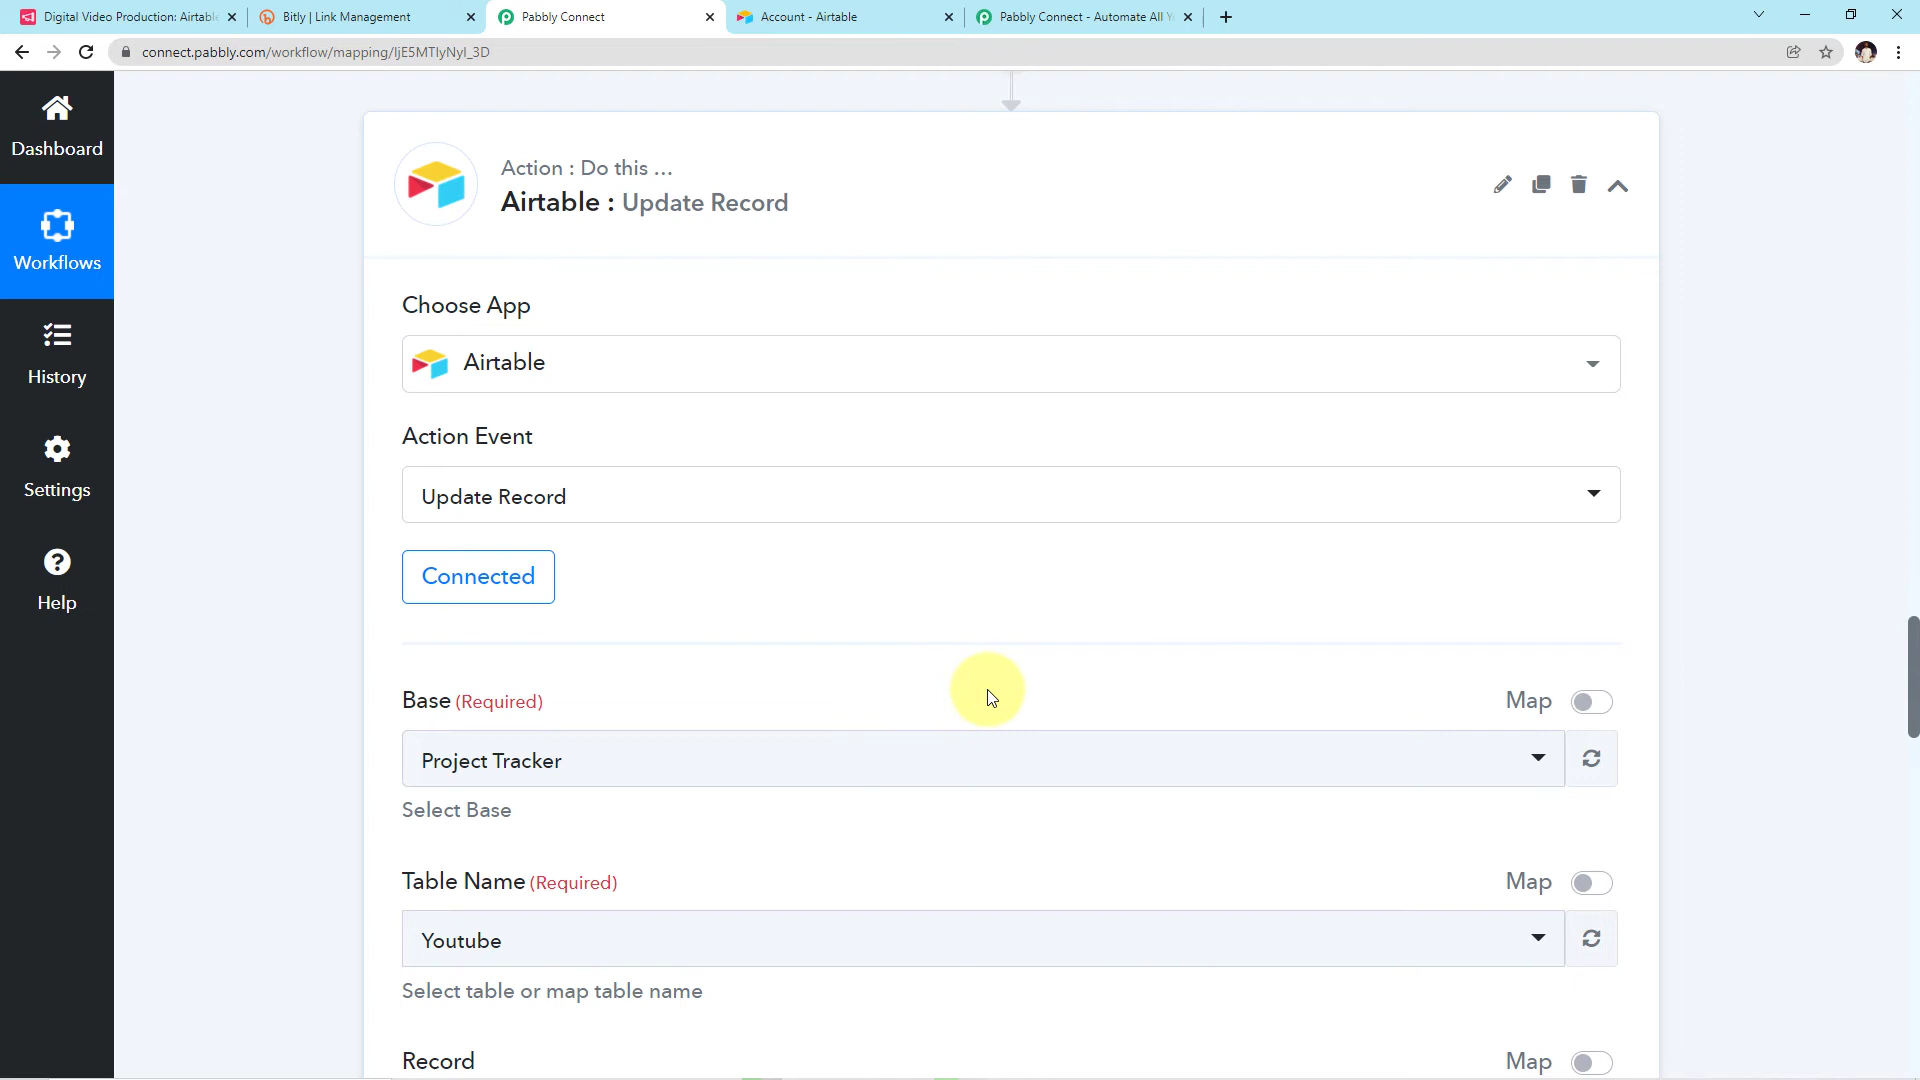 Digital Video Production: Airtable
Bitly | Link Management
Pabbly Connect
Account - Airtable
Pabbly Connect - Automate All Y
connect.pabbly.com/workflow/mapping/IjE5MTIyNyI_3D
Dashboard
Workflows
History
Settings
Help
Action : Do this ...
Airtable : Update Record
Choose App
Airtable
Action Event
Update Record
Connected
Base (Required)
Map
Project Tracker
Select Base
Table Name (Required)
Map
Youtube
Select table or map table name
Record
Map